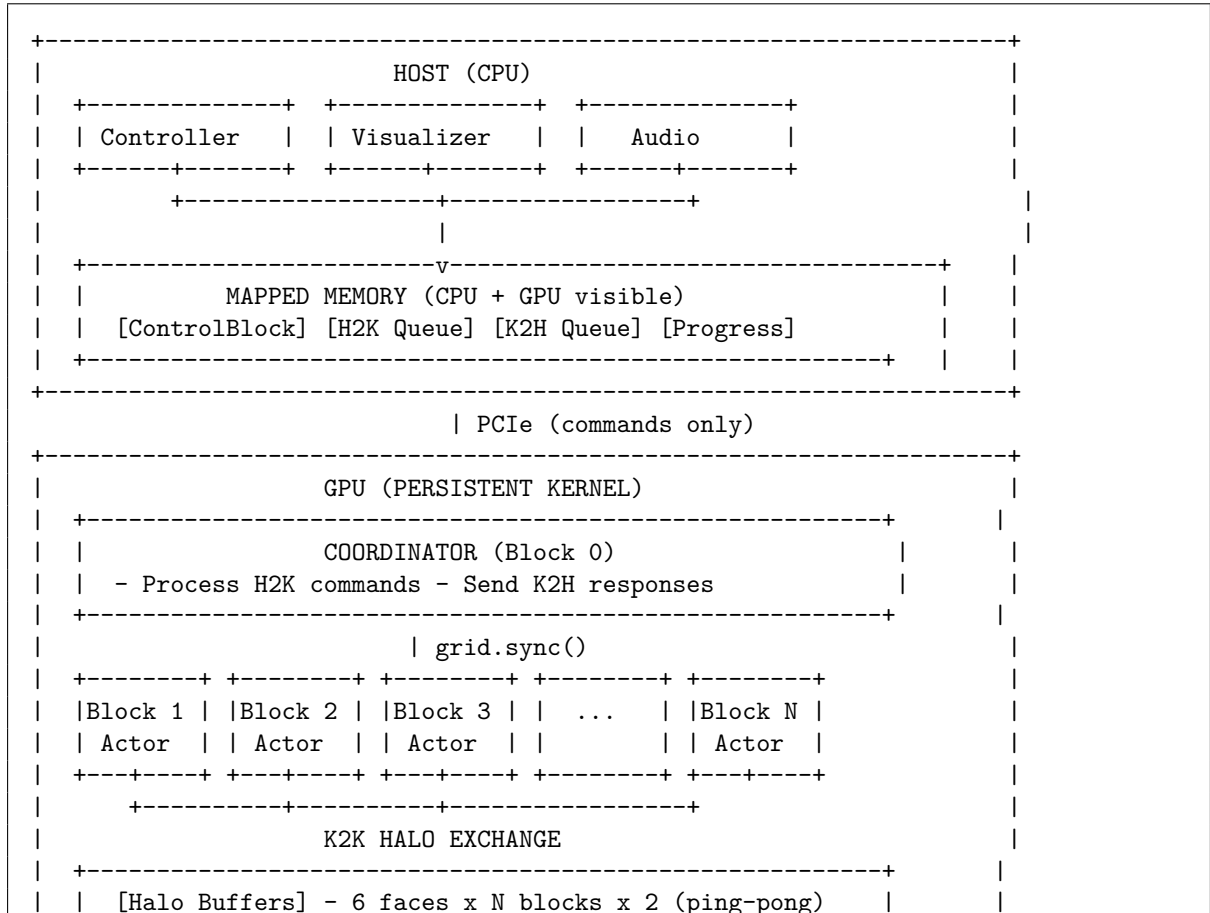 +---------------------------------------------------------------------+
|                         HOST (CPU)                                  |
|  +--------------+  +--------------+  +--------------+               |
|  | Controller   |  | Visualizer   |  |   Audio      |               |
|  +------+-------+  +------+-------+  +------+-------+               |
|         +------------------+-----------------+                       |
|                            |                                         |
|  +-------------------------v-----------------------------------+    |
|  |          MAPPED MEMORY (CPU + GPU visible)                  |    |
|  |  [ControlBlock] [H2K Queue] [K2H Queue] [Progress]          |    |
|  +---------------------------------------------------------+   |    |
+---------------------------------------------------------------------+
                              | PCIe (commands only)
+---------------------------------------------------------------------+
|                    GPU (PERSISTENT KERNEL)                          |
|  +---------------------------------------------------------+       |
|  |                 COORDINATOR (Block 0)                    |       |
|  |  - Process H2K commands - Send K2H responses             |       |
|  +---------------------------------------------------------+       |
|                          | grid.sync()                              |
|  +--------+ +--------+ +--------+ +--------+ +--------+             |
|  |Block 1 | |Block 2 | |Block 3 | |  ...   | |Block N |             |
|  | Actor  | | Actor  | | Actor  | |        | | Actor  |             |
|  +---+----+ +---+----+ +---+----+ +--------+ +---+----+             |
|      +----------+----------+-----------------+                      |
|                    K2K HALO EXCHANGE                                |
|  +---------------------------------------------------------+       |
|  |  [Halo Buffers] - 6 faces x N blocks x 2 (ping-pong)    |        |